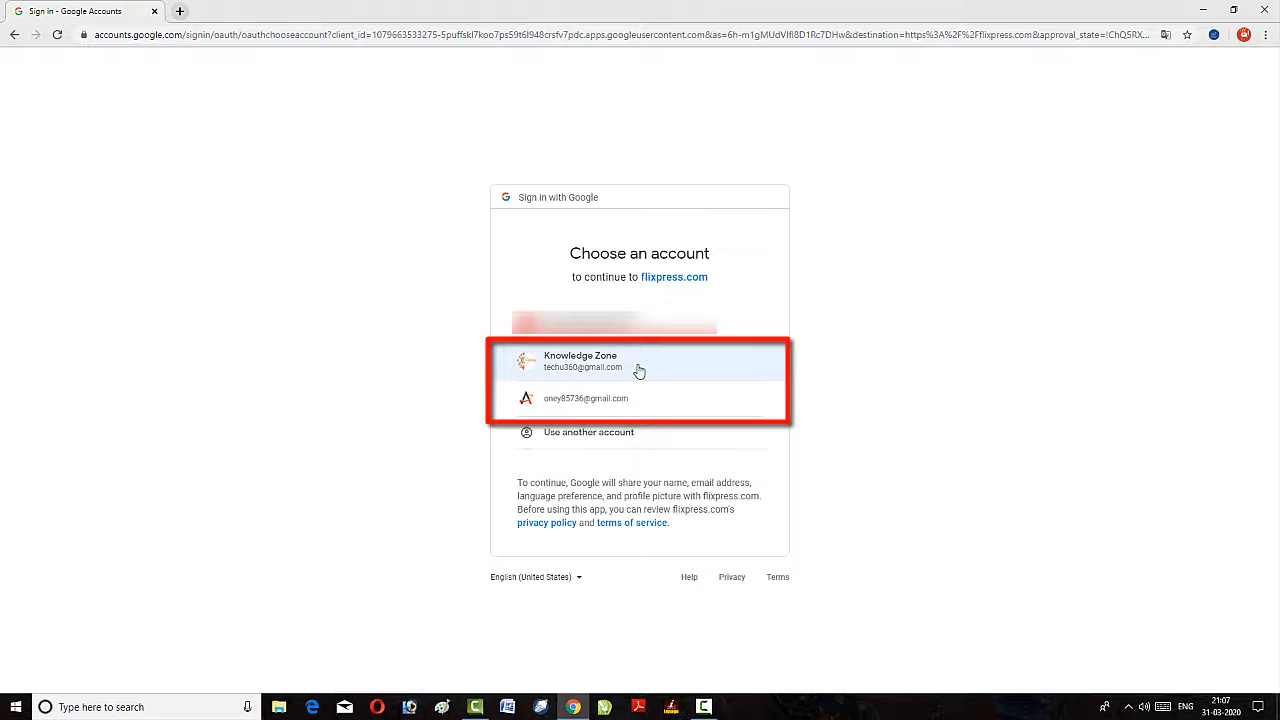 Sign in - Google Accounts
accounts.google.com/signin/oauth/oauthchooseaccount?client_id=1079663533275-5puffskl7koo7ps59t6l948crsfv7pdc.apps.googleusercontent.com&as=6h-m1gMUdVIfI8D1Rc7DHw&destination=https%3A%2F%2Fflixpress.com&approval_state=!ChQ5RX...
Sign in with Google
Choose an account
to continue to flixpress.com
Knowledge Zone
techu360@gmail.com
oney85736@gmail.com
Use another account
To continue, Google will share your name, email address,
language preference, and profile picture with flixpress.com.
Before using this app, you can review flixpress.com's
privacy policy and terms of service.
English (United States)
Help Privacy Terms
Type here to search
ENG
21:07
31-03-2020